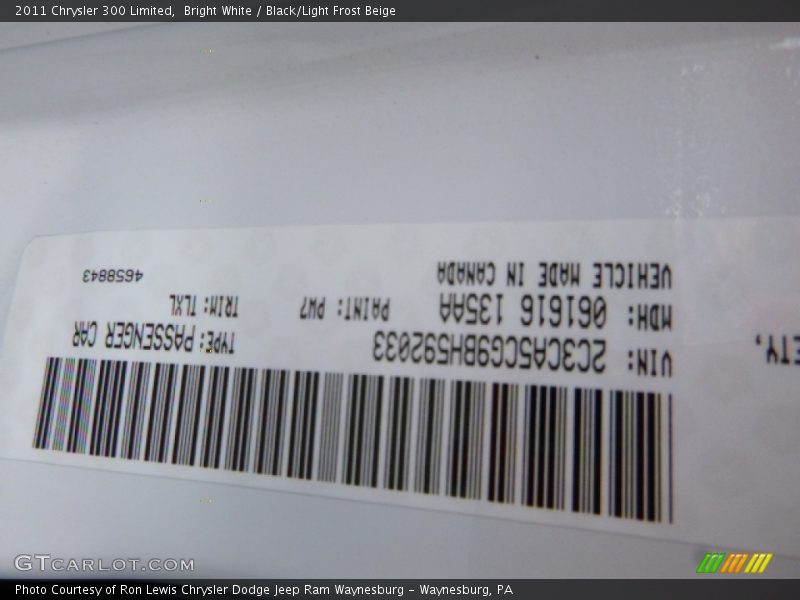 2011 Chrysler 300 Limited, Bright White / Black/Light Frost Beige
ETY,
VIN: 2C3CA5CG9BH592033 TYPE: PASSENGER CAR
MDH: 061616 135AA PAINT: PW7 TRIM: TLXL
VEHICLE MADE IN CANADA 4658843
GTCARLOT.COM
Photo Courtesy of Ron Lewis Chrysler Dodge Jeep Ram Waynesburg - Waynesburg, PA